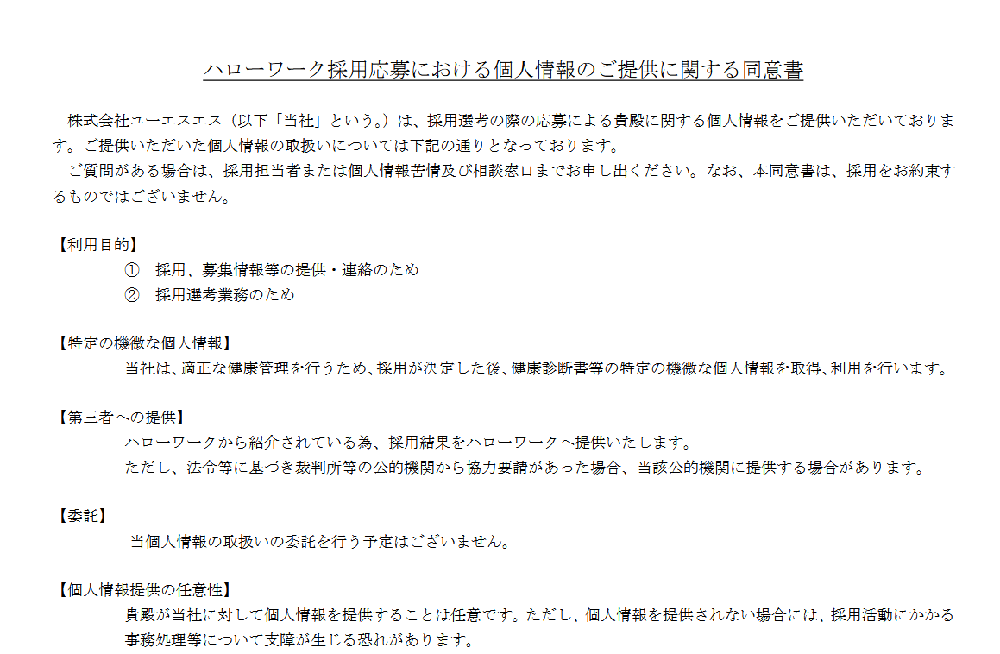 ハローワーク採用応募における個人情報のご提供に関する同意書
株式会社ユーエスエス（以下「当社」という。）は、採用選考の際の応募による貴殿に関する個人情報をご提供いただいておりま
す。ご提供いただいた個人情報の取扱いについては下記の通りとなっております。
ご質問がある場合は、採用担当者または個人情報苦情及び相談窓口までお申し出ください。なお、本同意書は、採用をお約束す
るものではございません。
【利用目的】
① 採用、募集情報等の提供・連絡のため
② 採用選考業務のため
【特定の機微な個人情報】
当社は、適正な健康管理を行うため、採用が決定した後、健康診断書等の特定の機微な個人情報を取得、利用を行います。
【第三者への提供】
ハローワークから紹介されている為、採用結果をハローワークへ提供いたします。
ただし、法令等に基づき裁判所等の公的機関から協力要請があった場合、当該公的機関に提供する場合があります。
【委託】
当個人情報の取扱いの委託を行う予定はございません。
【個人情報提供の任意性】
貴殿が当社に対して個人情報を提供することは任意です。ただし、個人情報を提供されない場合には、採用活動にかかる
事務処理等について支障が生じる恐れがあります。